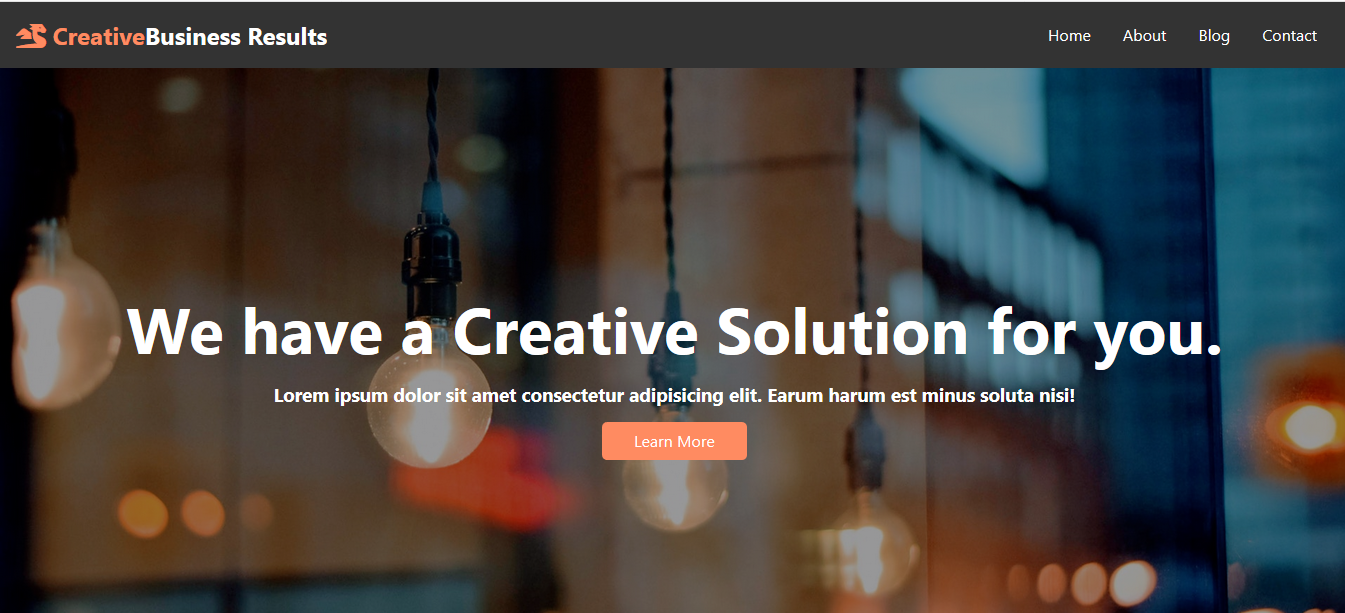 CreativeBusiness Results
Home About Blog Contact
We have a Creative Solution for you.
Lorem ipsum dolor sit amet consectetur adipisicing elit. Earum harum est minus soluta nisi!
Learn More